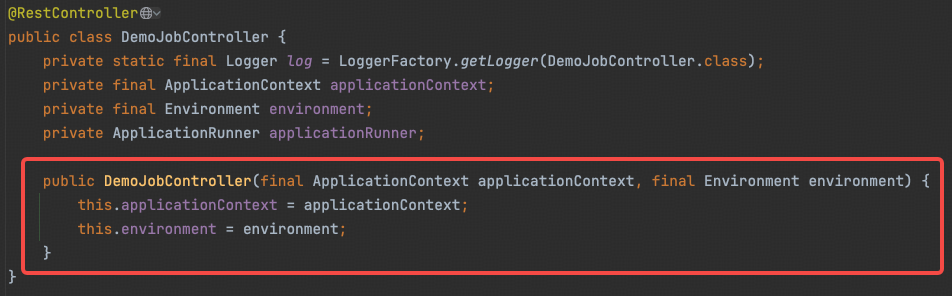 @RestController
public class DemoJobController {
    private static final Logger log = LoggerFactory.getLogger(DemoJobController.class);
    private final ApplicationContext applicationContext;
    private final Environment environment;
    private ApplicationRunner applicationRunner;

    public DemoJobController(final ApplicationContext applicationContext, final Environment environment) {
        this.applicationContext = applicationContext;
        this.environment = environment;
    }
}